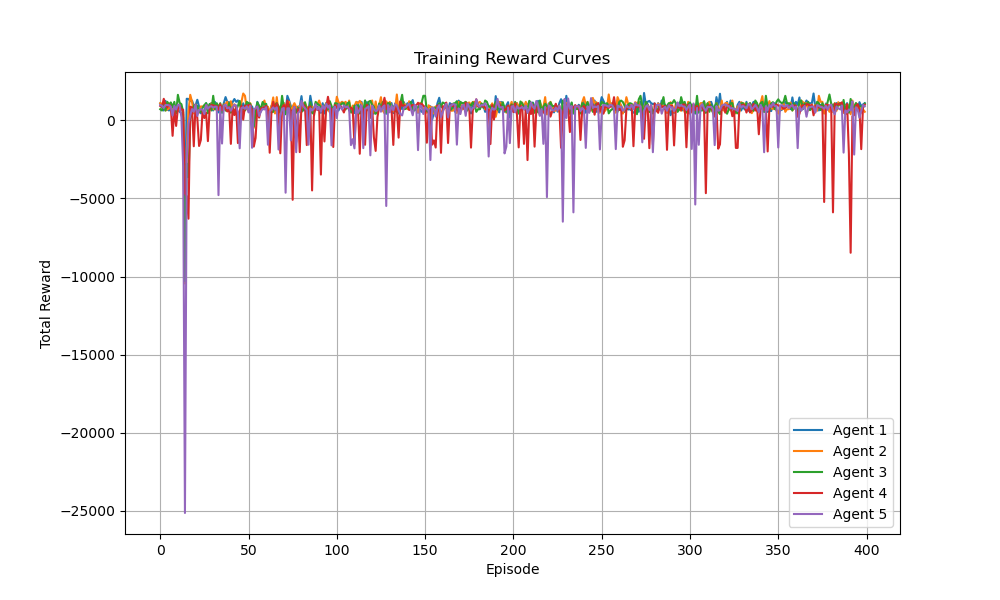 Training Reward Curves
Total Reward
0
−5000
−10000
−15000
−20000
−25000
Agent 1
Agent 2
Agent 3
Agent 4
Agent 5
0 50 100 150 200 250 300 350 400
Episode